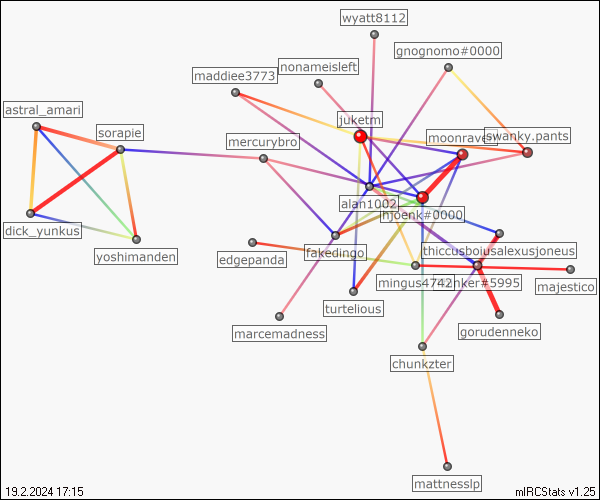 wyatt8112
gnognomo#0000
nonameisleft
maddiee3773
astral_amari
juketm
sorapie
moonraven
swanky.pants
mercurybro
alan1002
dick_yunkus
hjoenk#0000
fakedingo
thiccusboiusalexusjoneus
yoshimanden
edgepanda
mingus4742
#5995
majestico
turtelious
marcemadness
gorudenneko
chunkzter
mattnesslp
19.2.2024 17:15
mIRCStats v1.25